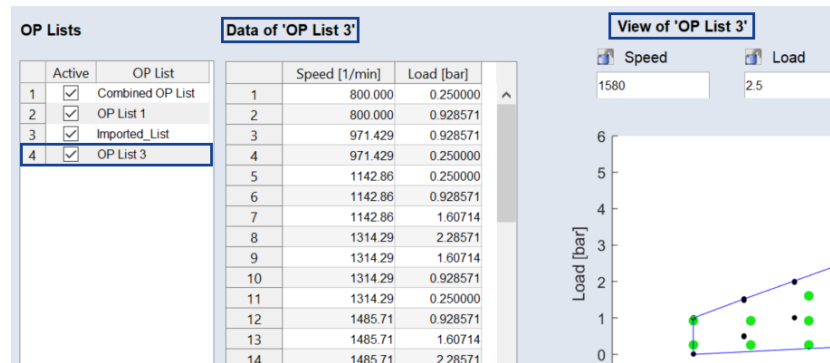 OP Lists
Data of 'OP List 3'
View of 'OP List 3'
Speed
Load
1580
2.5
Active OP List
1 Combined OP List
2 OP List 1
3 Imported_List
4 OP List 3
Speed [1/min] Load [bar]
1 800.000 0.250000
2 800.000 0.928571
3 971.429 0.928571
4 971.429 0.250000
5 1142.86 0.250000
6 1142.86 0.928571
7 1142.86 1.60714
8 1314.29 2.28571
9 1314.29 1.60714
10 1314.29 0.928571
11 1314.29 0.250000
12 1485.71 0.928571
13 1485.71 1.60714
14 1485.71 2.28571
Load [bar]
6
5
4
3
2
1
0